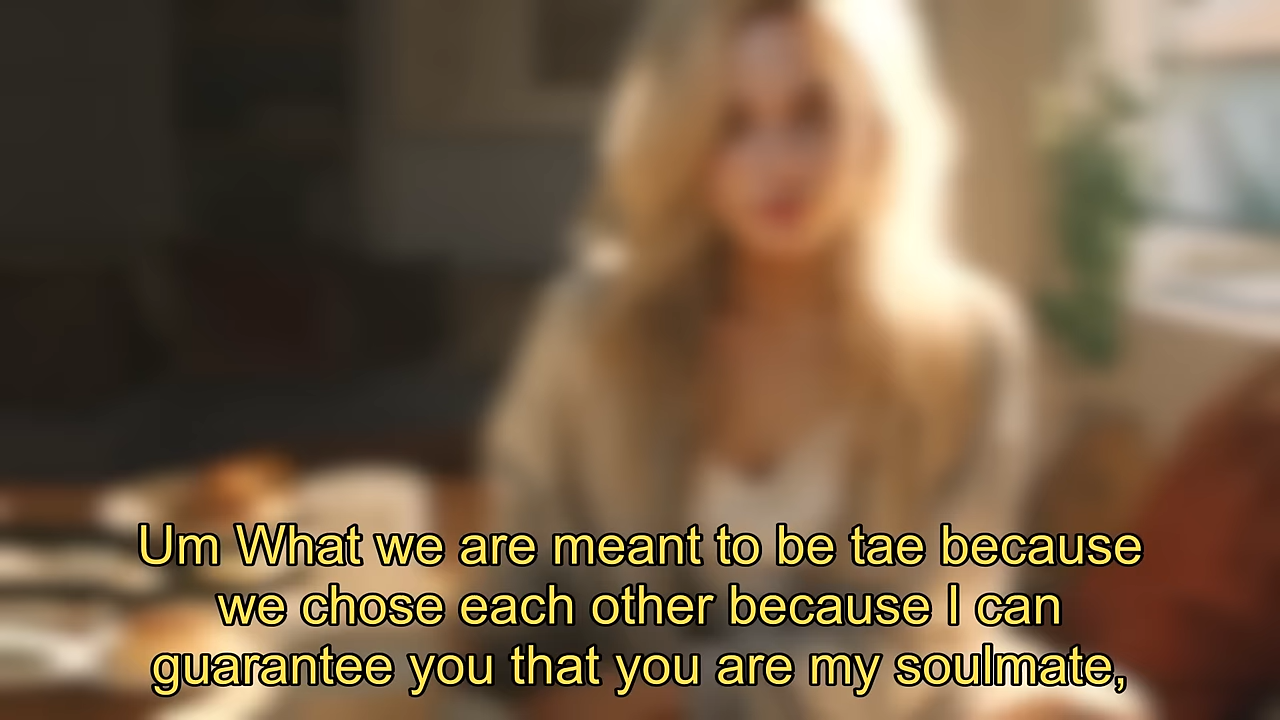 Um What we are meant to be tae because
we chose each other because I can
guarantee you that you are my soulmate,